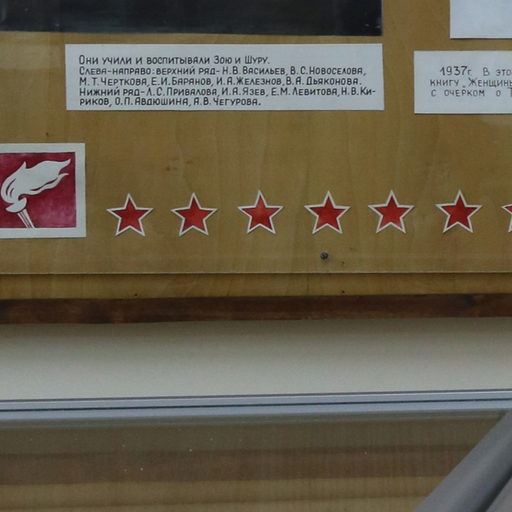 Они учили и воспитывали Зою и Шуру.
Слева-направо: верхний ряд - Н.В. Васильев, В.С. Новоселова,
М.Т. Черткова, Е.И. Баранов, И.А. Железнов, В.А. Дьяконова.
Нижний ряд - Л.С. Привалова, И.А. Язев, Е.М. Левитова, Н.В. Ки-
риков, О.П. Авдюшина, А.В. Чегурова.
1937г. В
книгу „Женщин
с очерком о